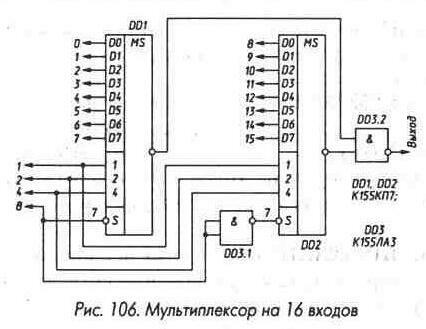 DD1
0 D0 MS
1 D1
2 D2
3 D3
4 D4
5 D5
6 D6
7 D7
1 1
2 2
4 4
8
7 S
8 D0 MS
9 D1
10 D2
11 D3
12 D4
13 D5
14 D6
15 D7
1
2
4
7 S
DD2
&
DD3.1
DD3.2
&
Выход
DD1, DD2
К155КП7;
DD3
К155ЛА3
Рис. 106. Мультиплексор на 16 входов